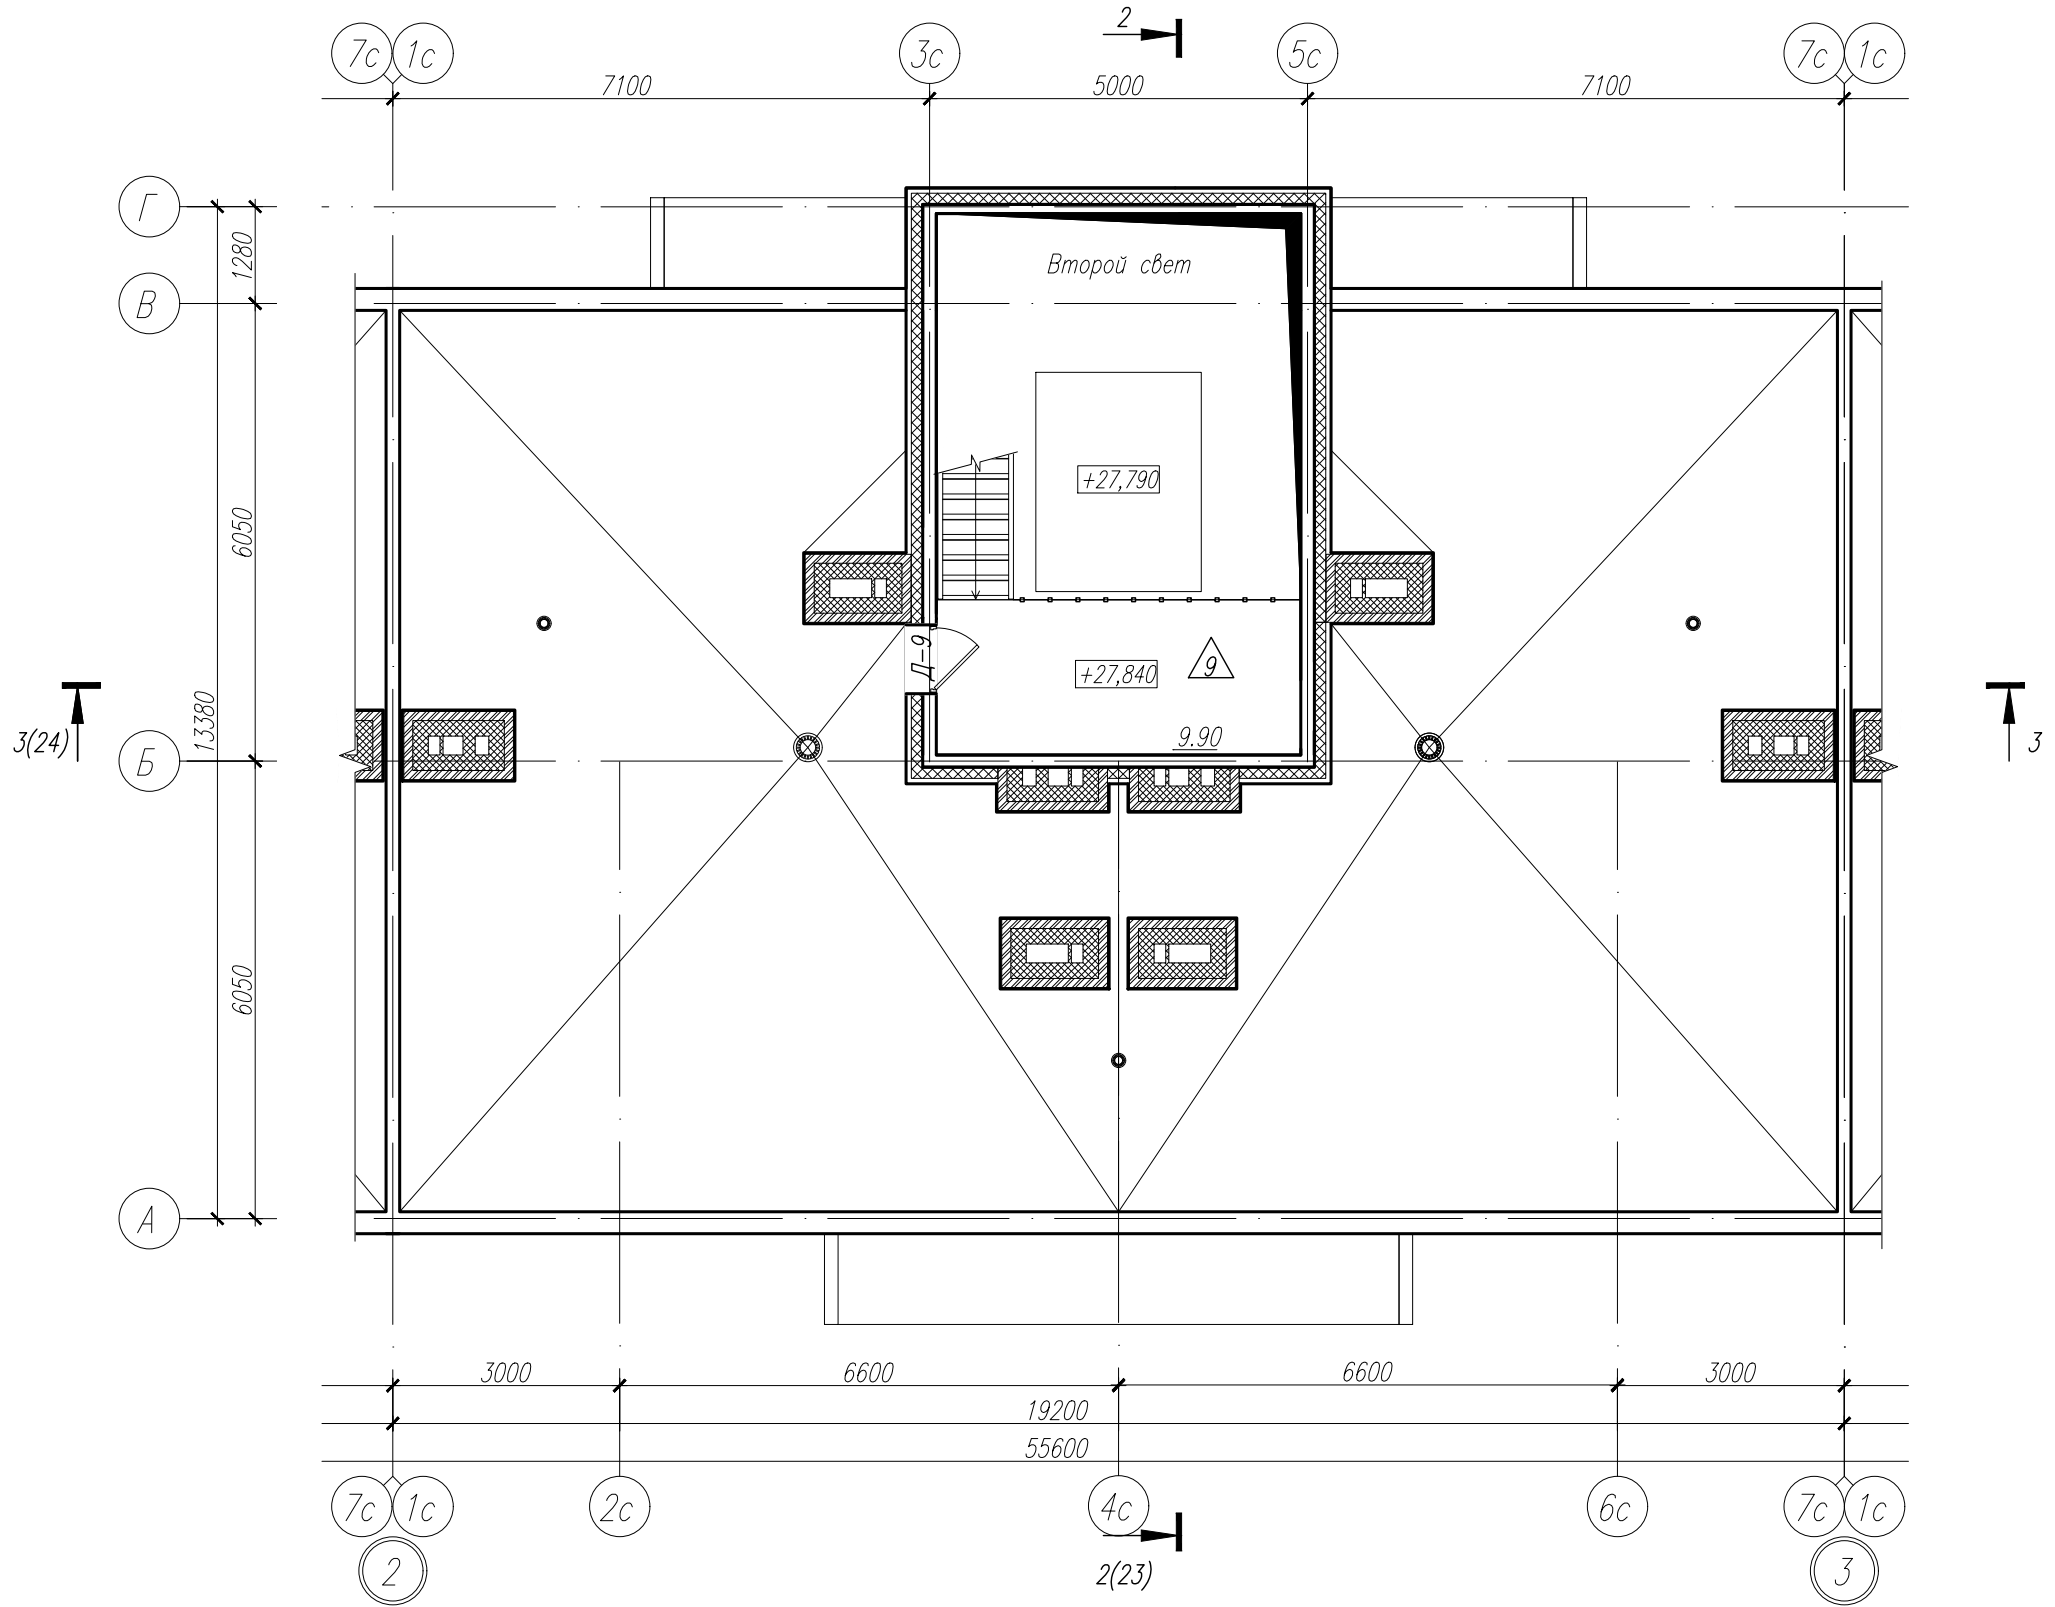 2
7с 1с 3с 5с 7с 1с
7100 5000 7100
Г
1280
Второй свет
В
+27,790
6050
Д-9
+27,840
9
3(24)
13380
9.90
3
Б
6050
А
3000 6600 6600 3000
19200
55600
7с 1с 2с 4с 6с 7с 1с
2 2(23) 3